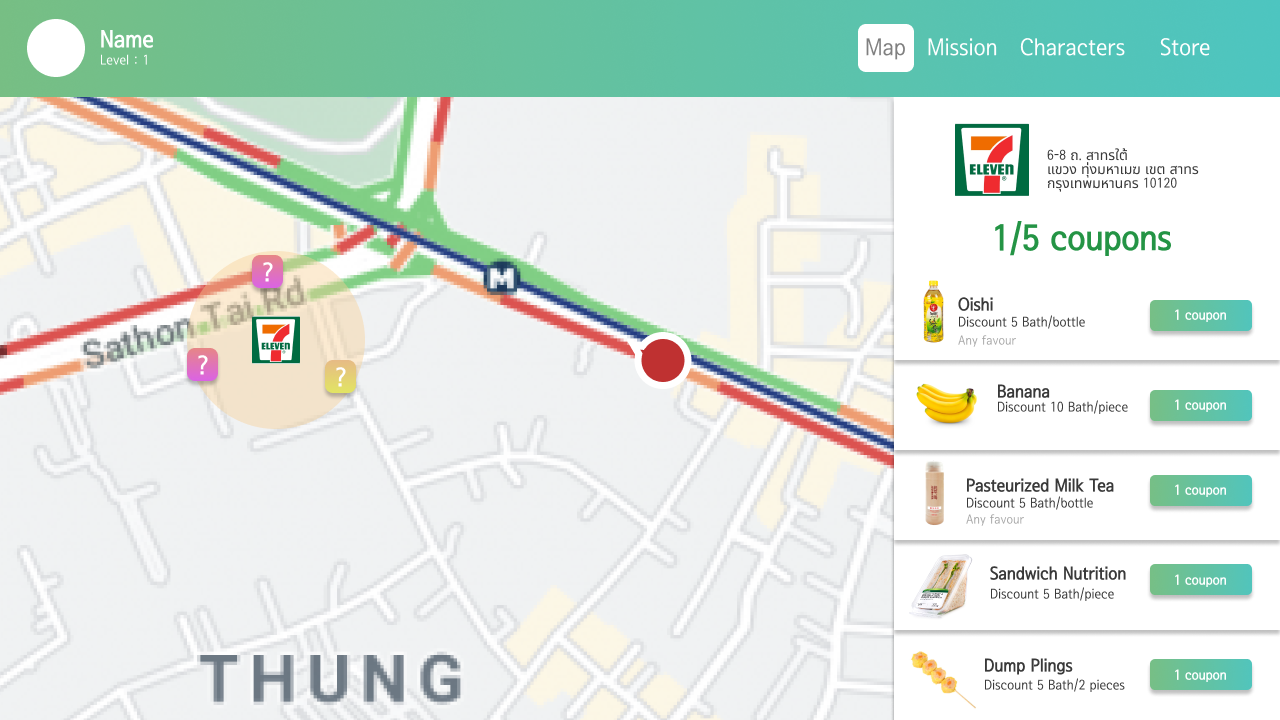 Name
Level : 1
Map
Mission
Characters
Store
?
Sathon Tai Rd
7
ELEVEN
?
?
M
THUNG
7
ELEVEN
®
6-8 ถ. สาทรใต้
แขวง ทุ่งมหาเมฆ เขต สาทร
กรุงเทพมหานคร 10120
1/5 coupons
Oishi
Discount 5 Bath/bottle
Any favour
1 coupon
Banana
Discount 10 Bath/piece
1 coupon
Pasteurized Milk Tea
Discount 5 Bath/bottle
Any favour
1 coupon
Sandwich Nutrition
Discount 5 Bath/piece
1 coupon
Dump Plings
Discount 5 Bath/2 pieces
1 coupon